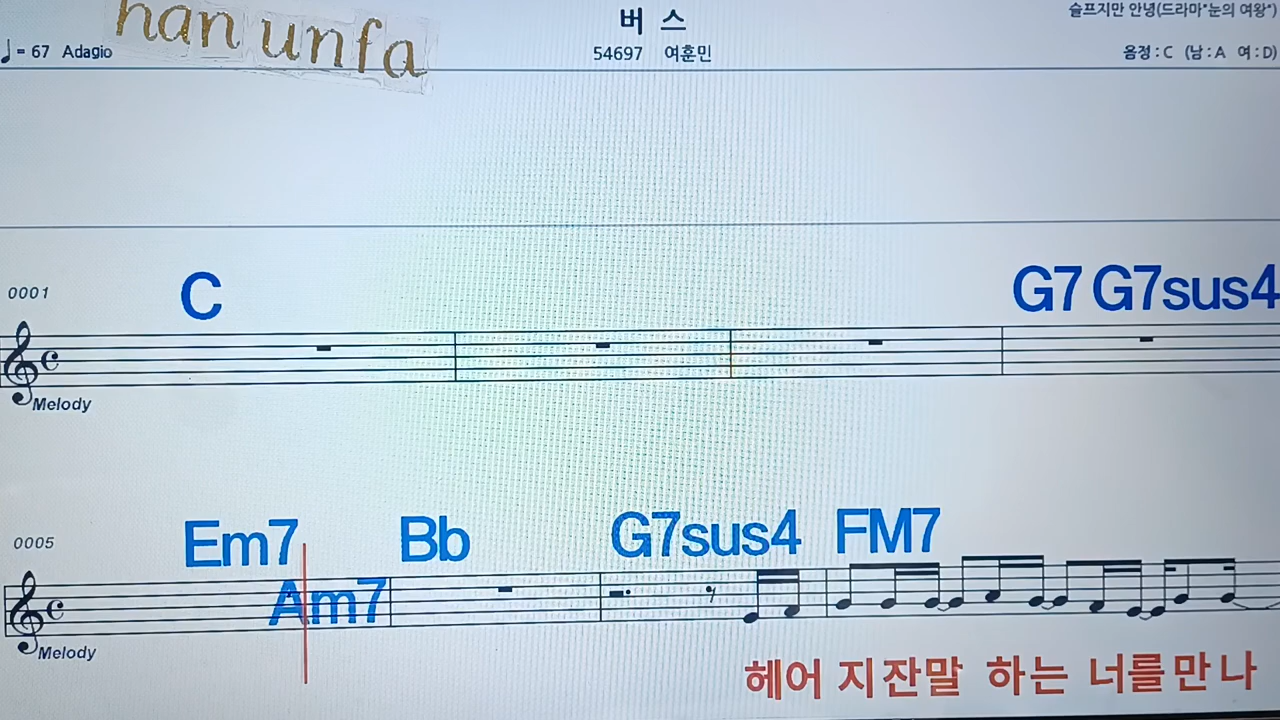 han unfa
버스
슬프지만 안녕(드라마"눈의 여왕")
♩= 67 Adagio
54697 여훈민
음정 : C (남 : A 여 : D)
0001
C G7 G7sus4
Melody
0005
Em7 Am7 Bb G7sus4 FM7
Melody
헤어 지잔말 하는 너를만나